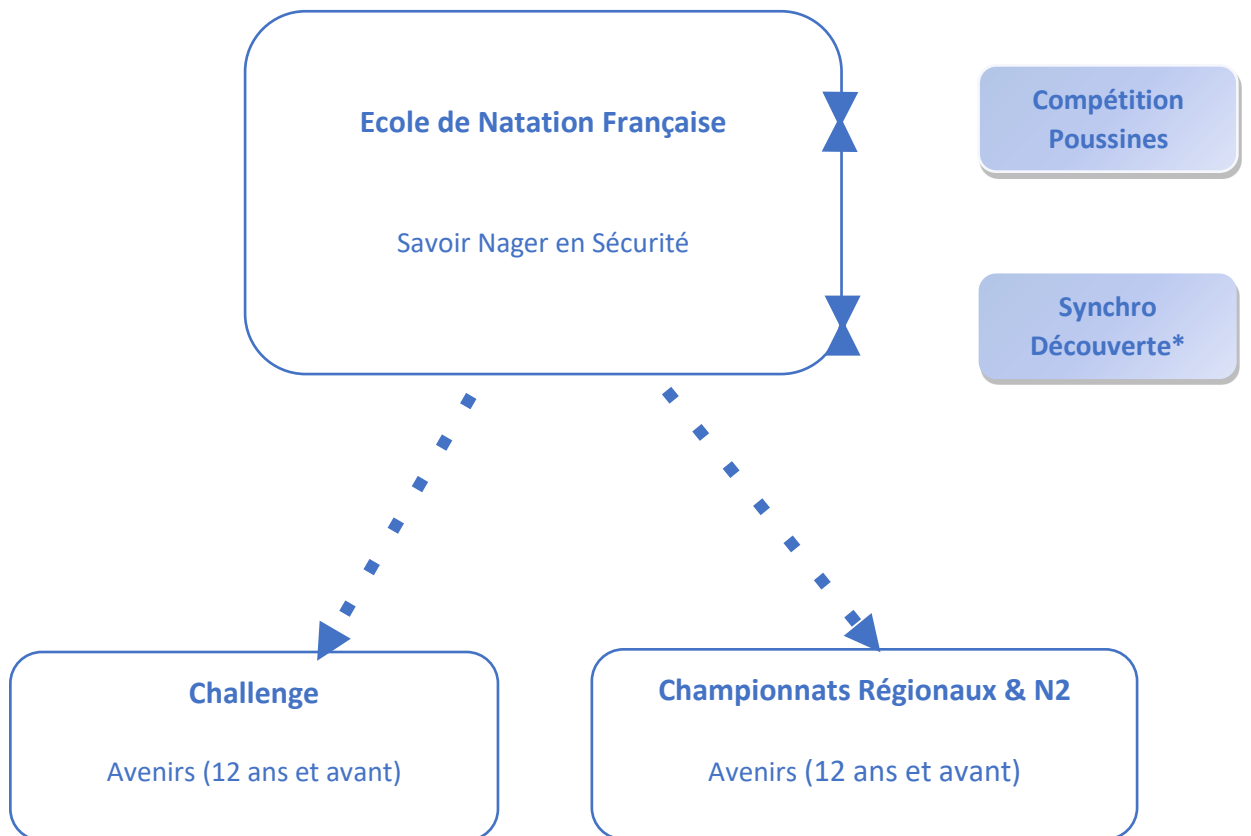 Ecole de Natation Française
Savoir Nager en Sécurité
Compétition
Poussines
Synchro
Découverte*
Challenge
Avenirs (12 ans et avant)
Championnats Régionaux & N2
Avenirs (12 ans et avant)